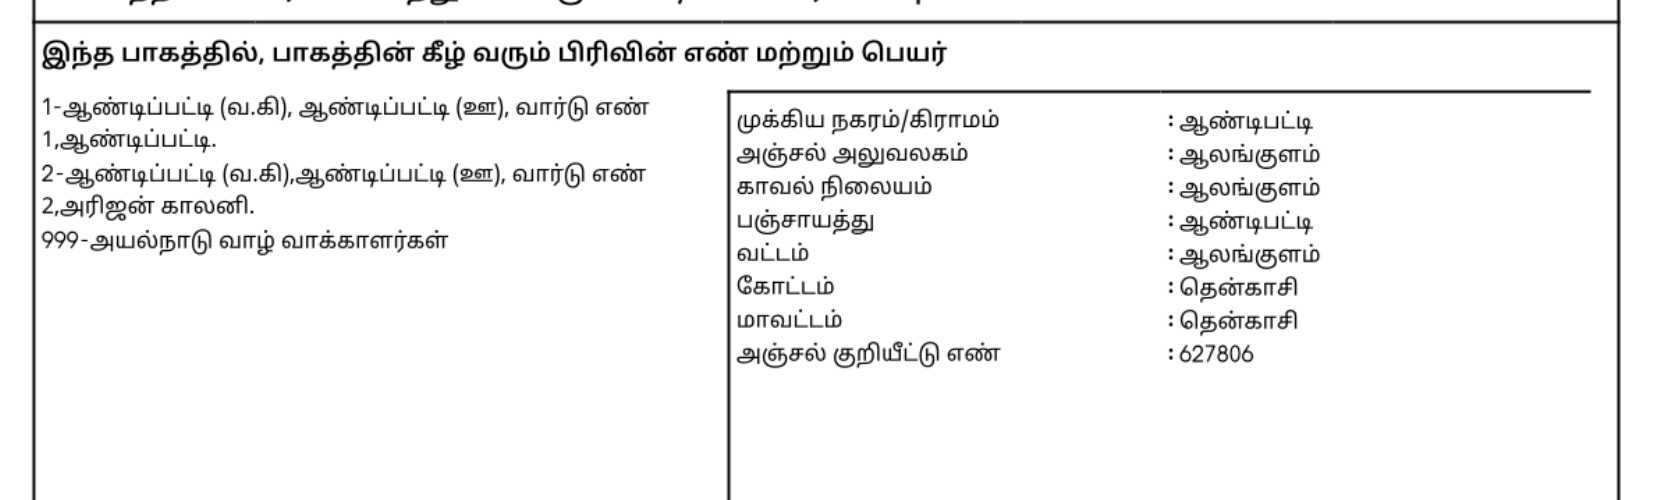 இந்த பாகத்தில், பாகத்தின் கீழ் வரும் பிரிவின் எண் மற்றும் பெயர்
1-ஆண்டிப்பட்டி (வ.கி), ஆண்டிப்பட்டி (ஊ), வார்டு எண்
1,ஆண்டிப்பட்டி.
2-ஆண்டிப்பட்டி (வ.கி),ஆண்டிப்பட்டி (ஊ), வார்டு எண்
2,அரிஜன் காலனி.
999-அயல்நாடு வாழ் வாக்காளர்கள்
முக்கிய நகரம்/கிராமம் : ஆண்டிபட்டி
அஞ்சல் அலுவலகம் : ஆலங்குளம்
காவல் நிலையம் : ஆலங்குளம்
பஞ்சாயத்து : ஆண்டிபட்டி
வட்டம் : ஆலங்குளம்
கோட்டம் : தென்காசி
மாவட்டம் : தென்காசி
அஞ்சல் குறியீட்டு எண் : 627806